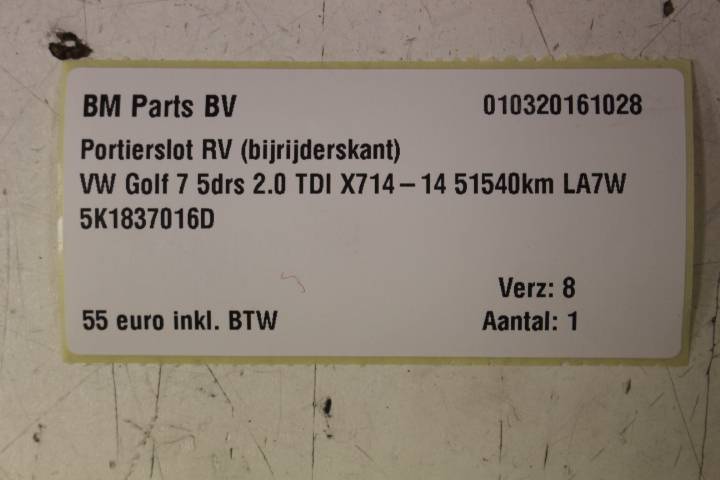 BM Parts BV 010320161028
Portierslot RV (bijrijderskant)
VW Golf 7 5drs 2.0 TDI X714 – 14 51540km LA7W
5K1837016D
Verz: 8
55 euro inkl. BTW Aantal: 1